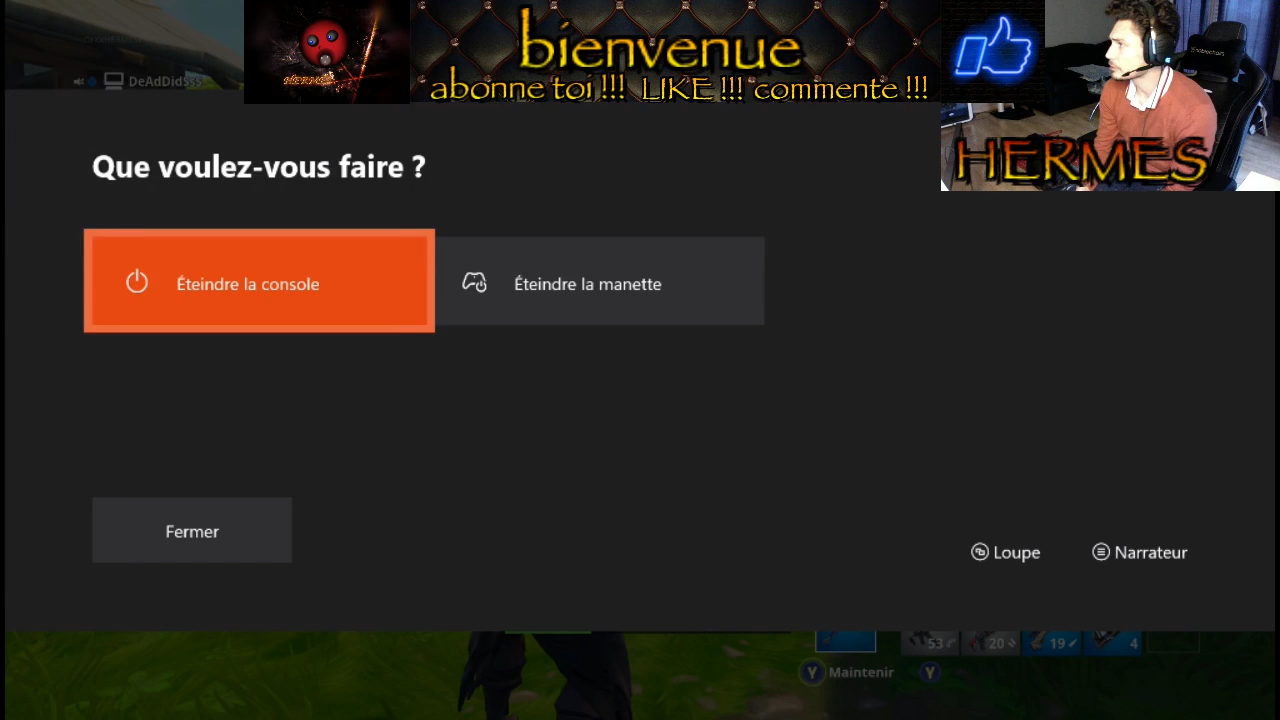 bienvenue
abonne toi !!! LIKE !!! commente !!!
HERMES
DeAdDidSss
HERMES
Que voulez-vous faire ?
Éteindre la console
Éteindre la manette
Fermer
Loupe
Narrateur
53
20
19
4
Y Maintenir
Y